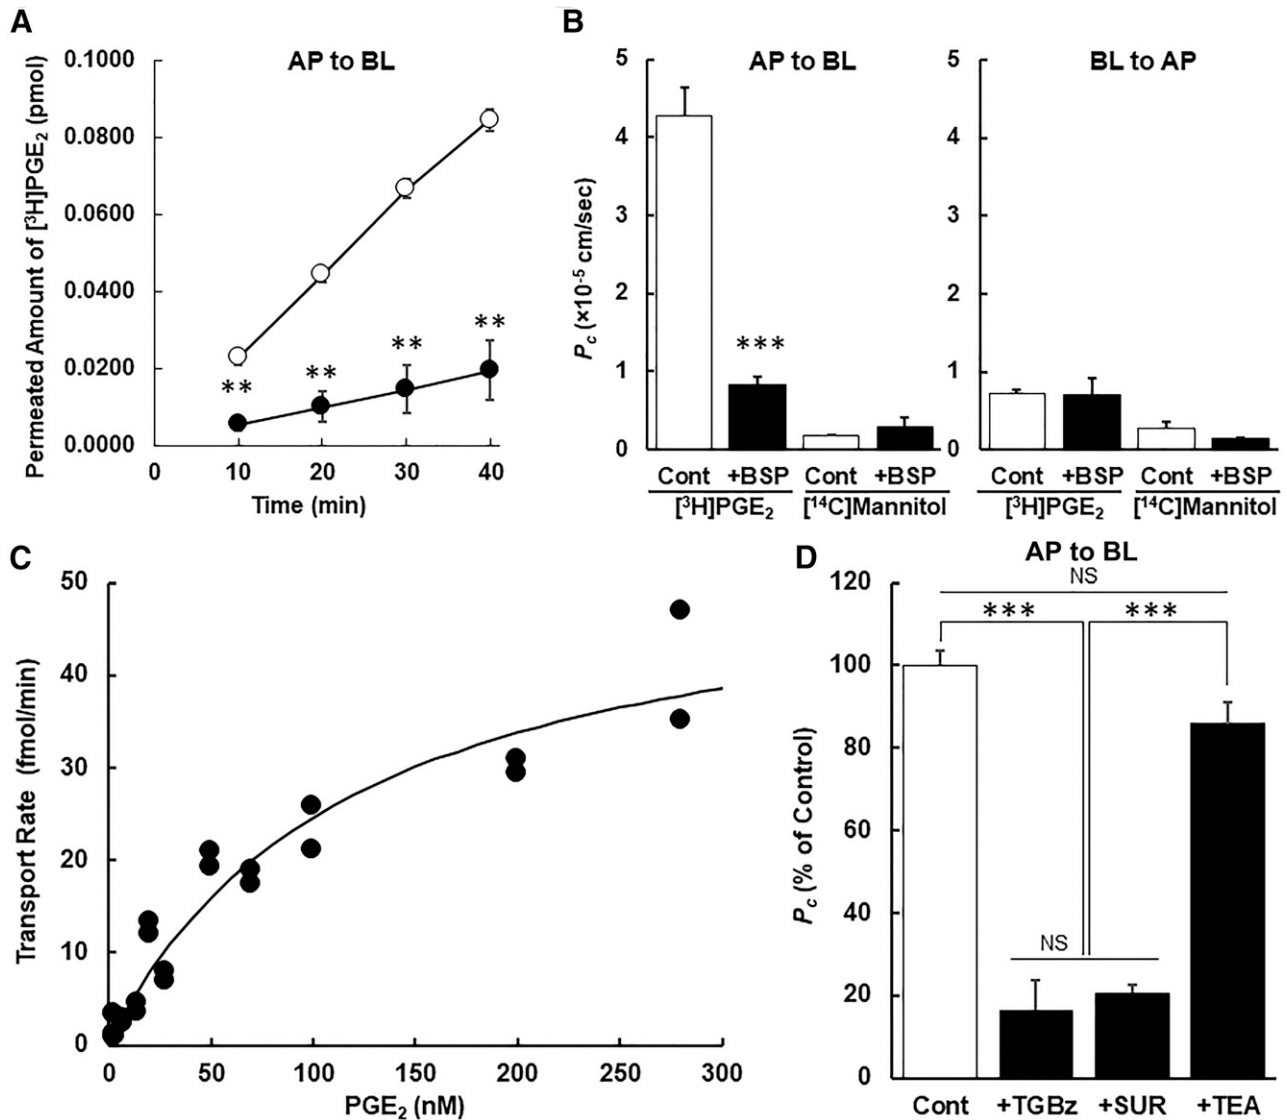 A
AP to BL
Permeated Amount of [³H]PGE₂ (pmol)
0.1000
0.0800
0.0600
0.0400
0.0200
0.0000
**
**
**
**
0 10 20 30 40
Time (min)
B
AP to BL
P_c (×10⁻⁵ cm/sec)
5
4
3
2
1
0
***
Cont +BSP Cont +BSP
[³H]PGE₂ [¹⁴C]Mannitol
BL to AP
5
4
3
2
1
0
Cont +BSP Cont +BSP
[³H]PGE₂ [¹⁴C]Mannitol
C
Transport Rate (fmol/min)
50
40
30
20
10
0
0 50 100 150 200 250 300
PGE₂ (nM)
D
AP to BL
P_c (% of Control)
120
100
80
60
40
20
0
NS
*** ***
NS
Cont +TGBz +SUR +TEA